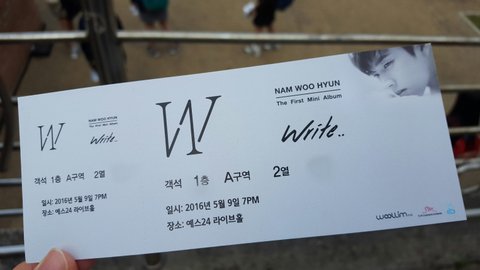 W
NAM WOO HYUN
The First Mini Album
Write..
객석 1층 A구역 2열
일시: 2016년 5월 9일 7PM
장소: 예스24 라이브홀
W
NAM WOO HYUN
The First Mini Album
Write..
객석 1층 A구역 2열
일시: 2016년 5월 9일 7PM
장소: 예스24 라이브홀
woollim